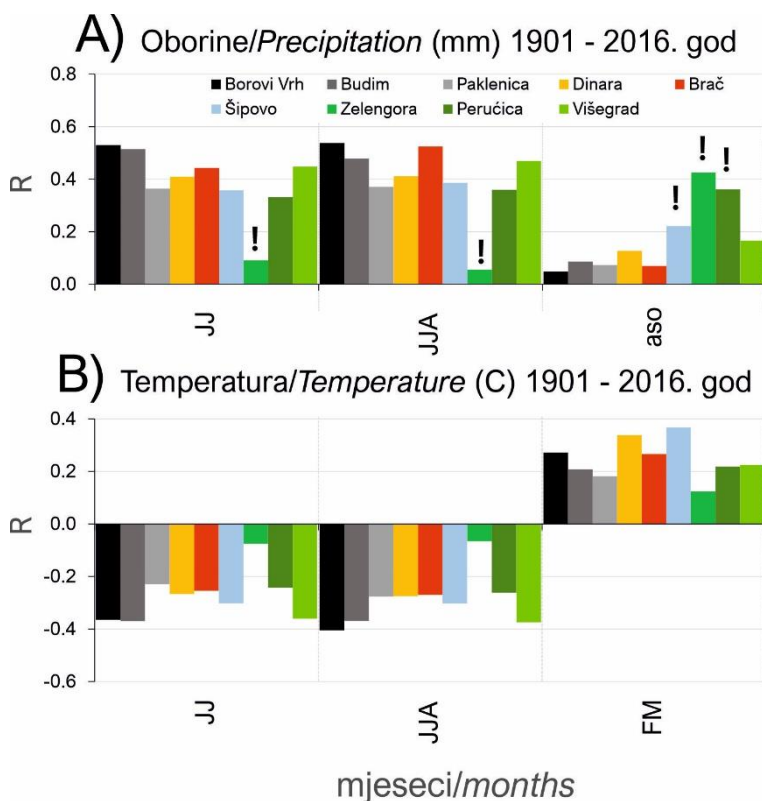 A) Oborine/Precipitation (mm) 1901 - 2016. god
0.8
Borovi Vrh Budim Paklenica Dinara Brač
Šipovo Zelengora Perućica Višegrad
0.6
R
0.4
0.2
0.0
! ! ! ! !
JJ JJA aso
B) Temperatura/Temperature (C) 1901 - 2016. god
0.4
0.2
R
0.0
-0.2
-0.4
-0.6
JJ JJA FM
mjeseci/months